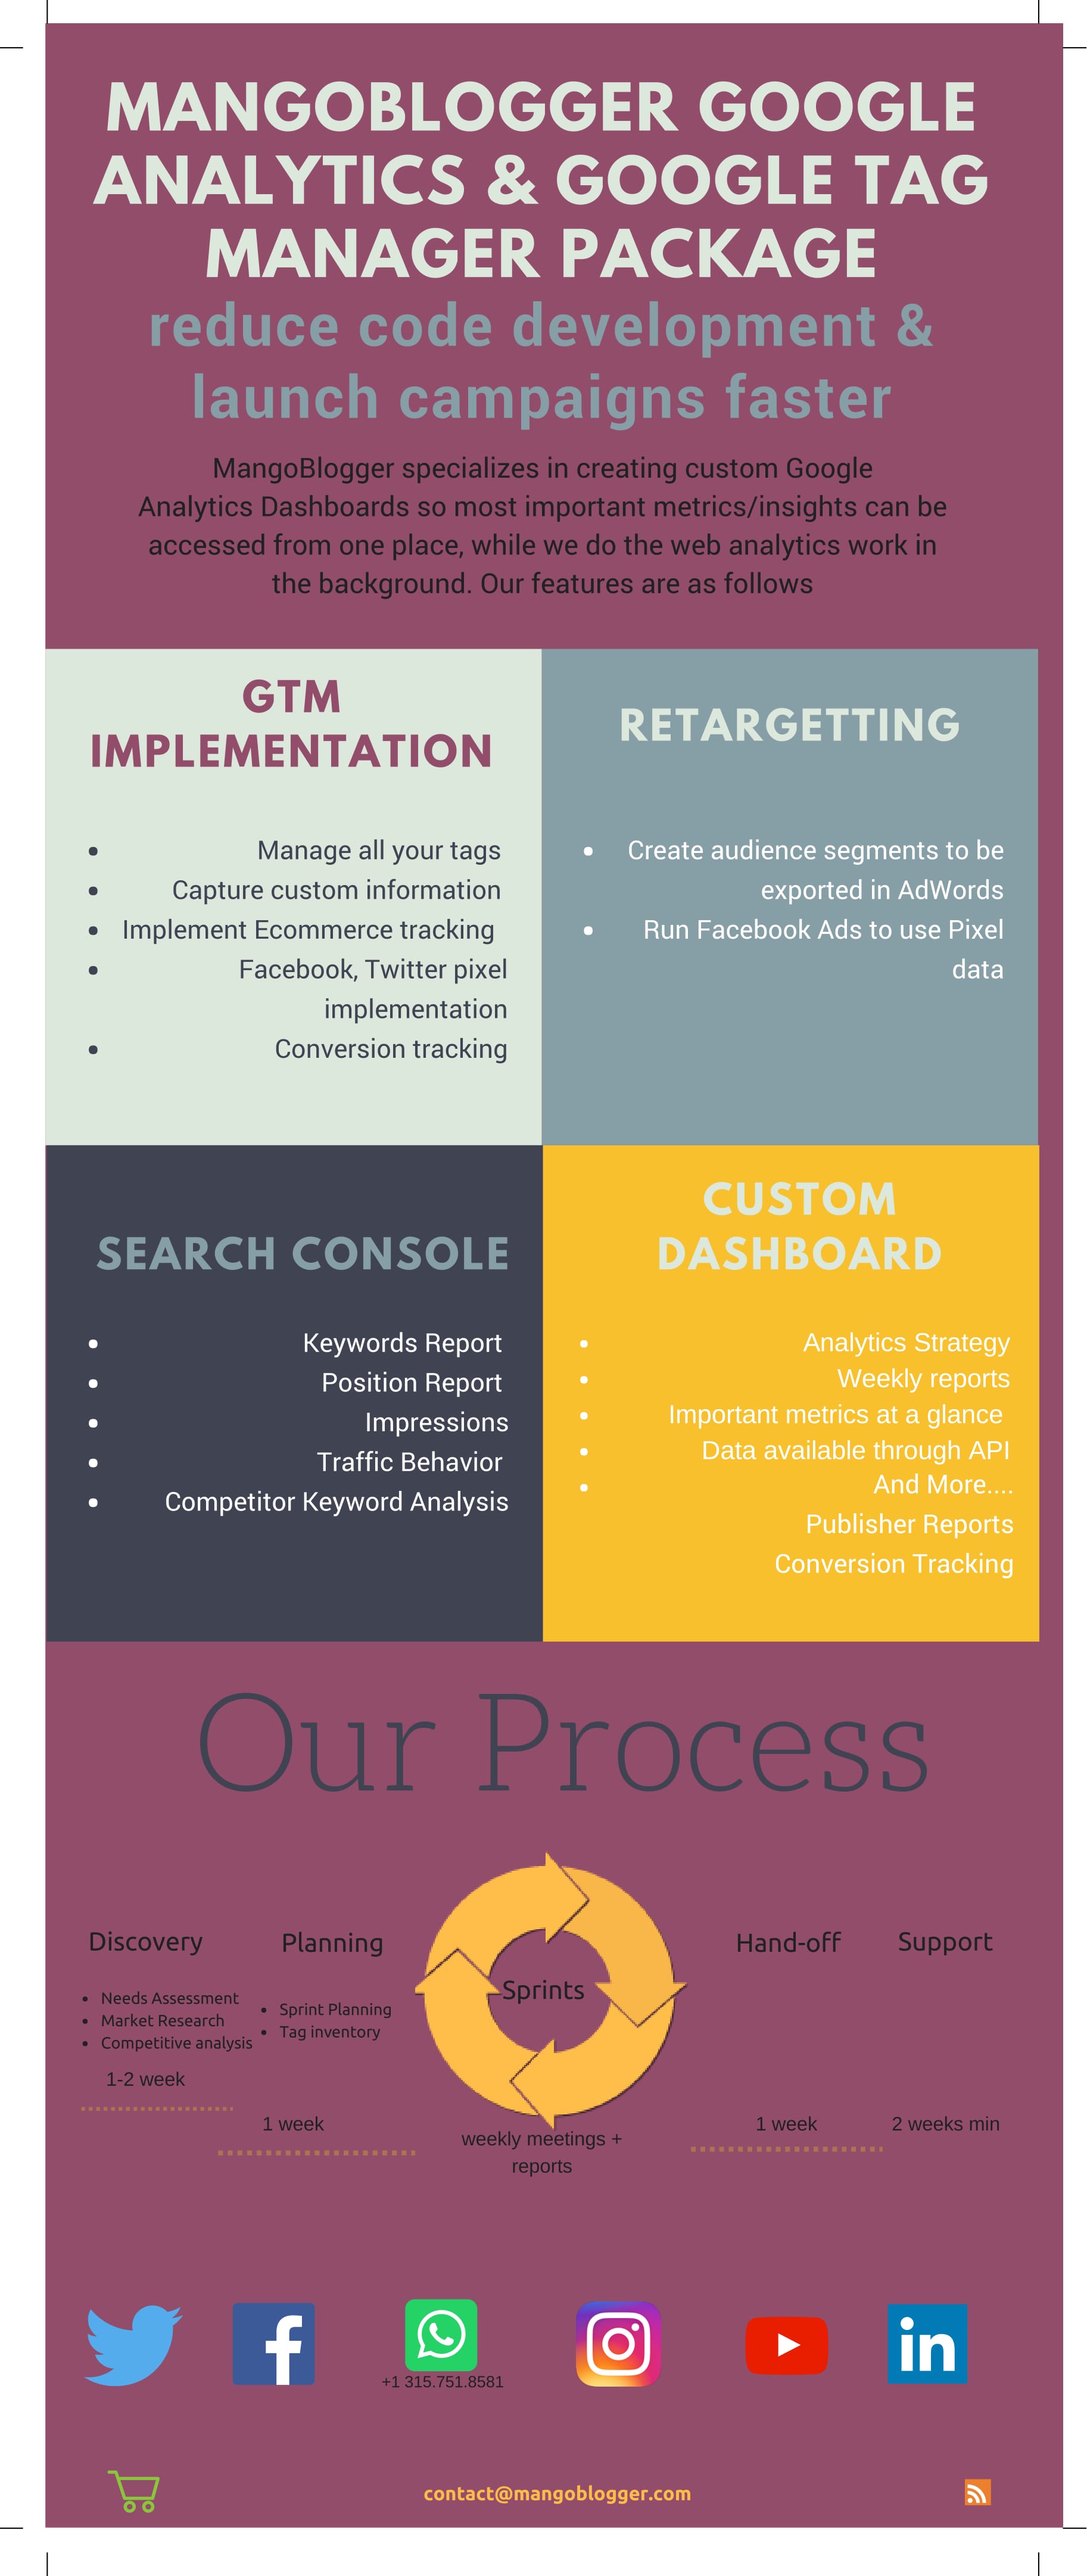 MANGOBLOGGER GOOGLE
ANALYTICS & GOOGLE TAG
MANAGER PACKAGE
reduce code development &
launch campaigns faster
MangoBlogger specializes in creating custom Google
Analytics Dashboards so most important metrics/insights can be
accessed from one place, while we do the web analytics work in
the background. Our features are as follows
GTM
IMPLEMENTATION
• Manage all your tags
• Capture custom information
• Implement Ecommerce tracking
• Facebook, Twitter pixel
implementation
• Conversion tracking
RETARGETTING
• Create audience segments to be
exported in AdWords
• Run Facebook Ads to use Pixel
data
SEARCH CONSOLE
• Keywords Report
• Position Report
• Impressions
• Traffic Behavior
• Competitor Keyword Analysis
CUSTOM
DASHBOARD
• Analytics Strategy
• Weekly reports
• Important metrics at a glance
• Data available through API
• And More....
Publisher Reports
Conversion Tracking
Our Process
Discovery
• Needs Assessment
• Market Research
• Competitive analysis
1-2 week
Planning
• Sprint Planning
• Tag inventory
1 week
Sprints
weekly meetings +
reports
Hand-off
1 week
Support
2 weeks min
f
in
+1 315.751.8581
contact@mangoblogger.com